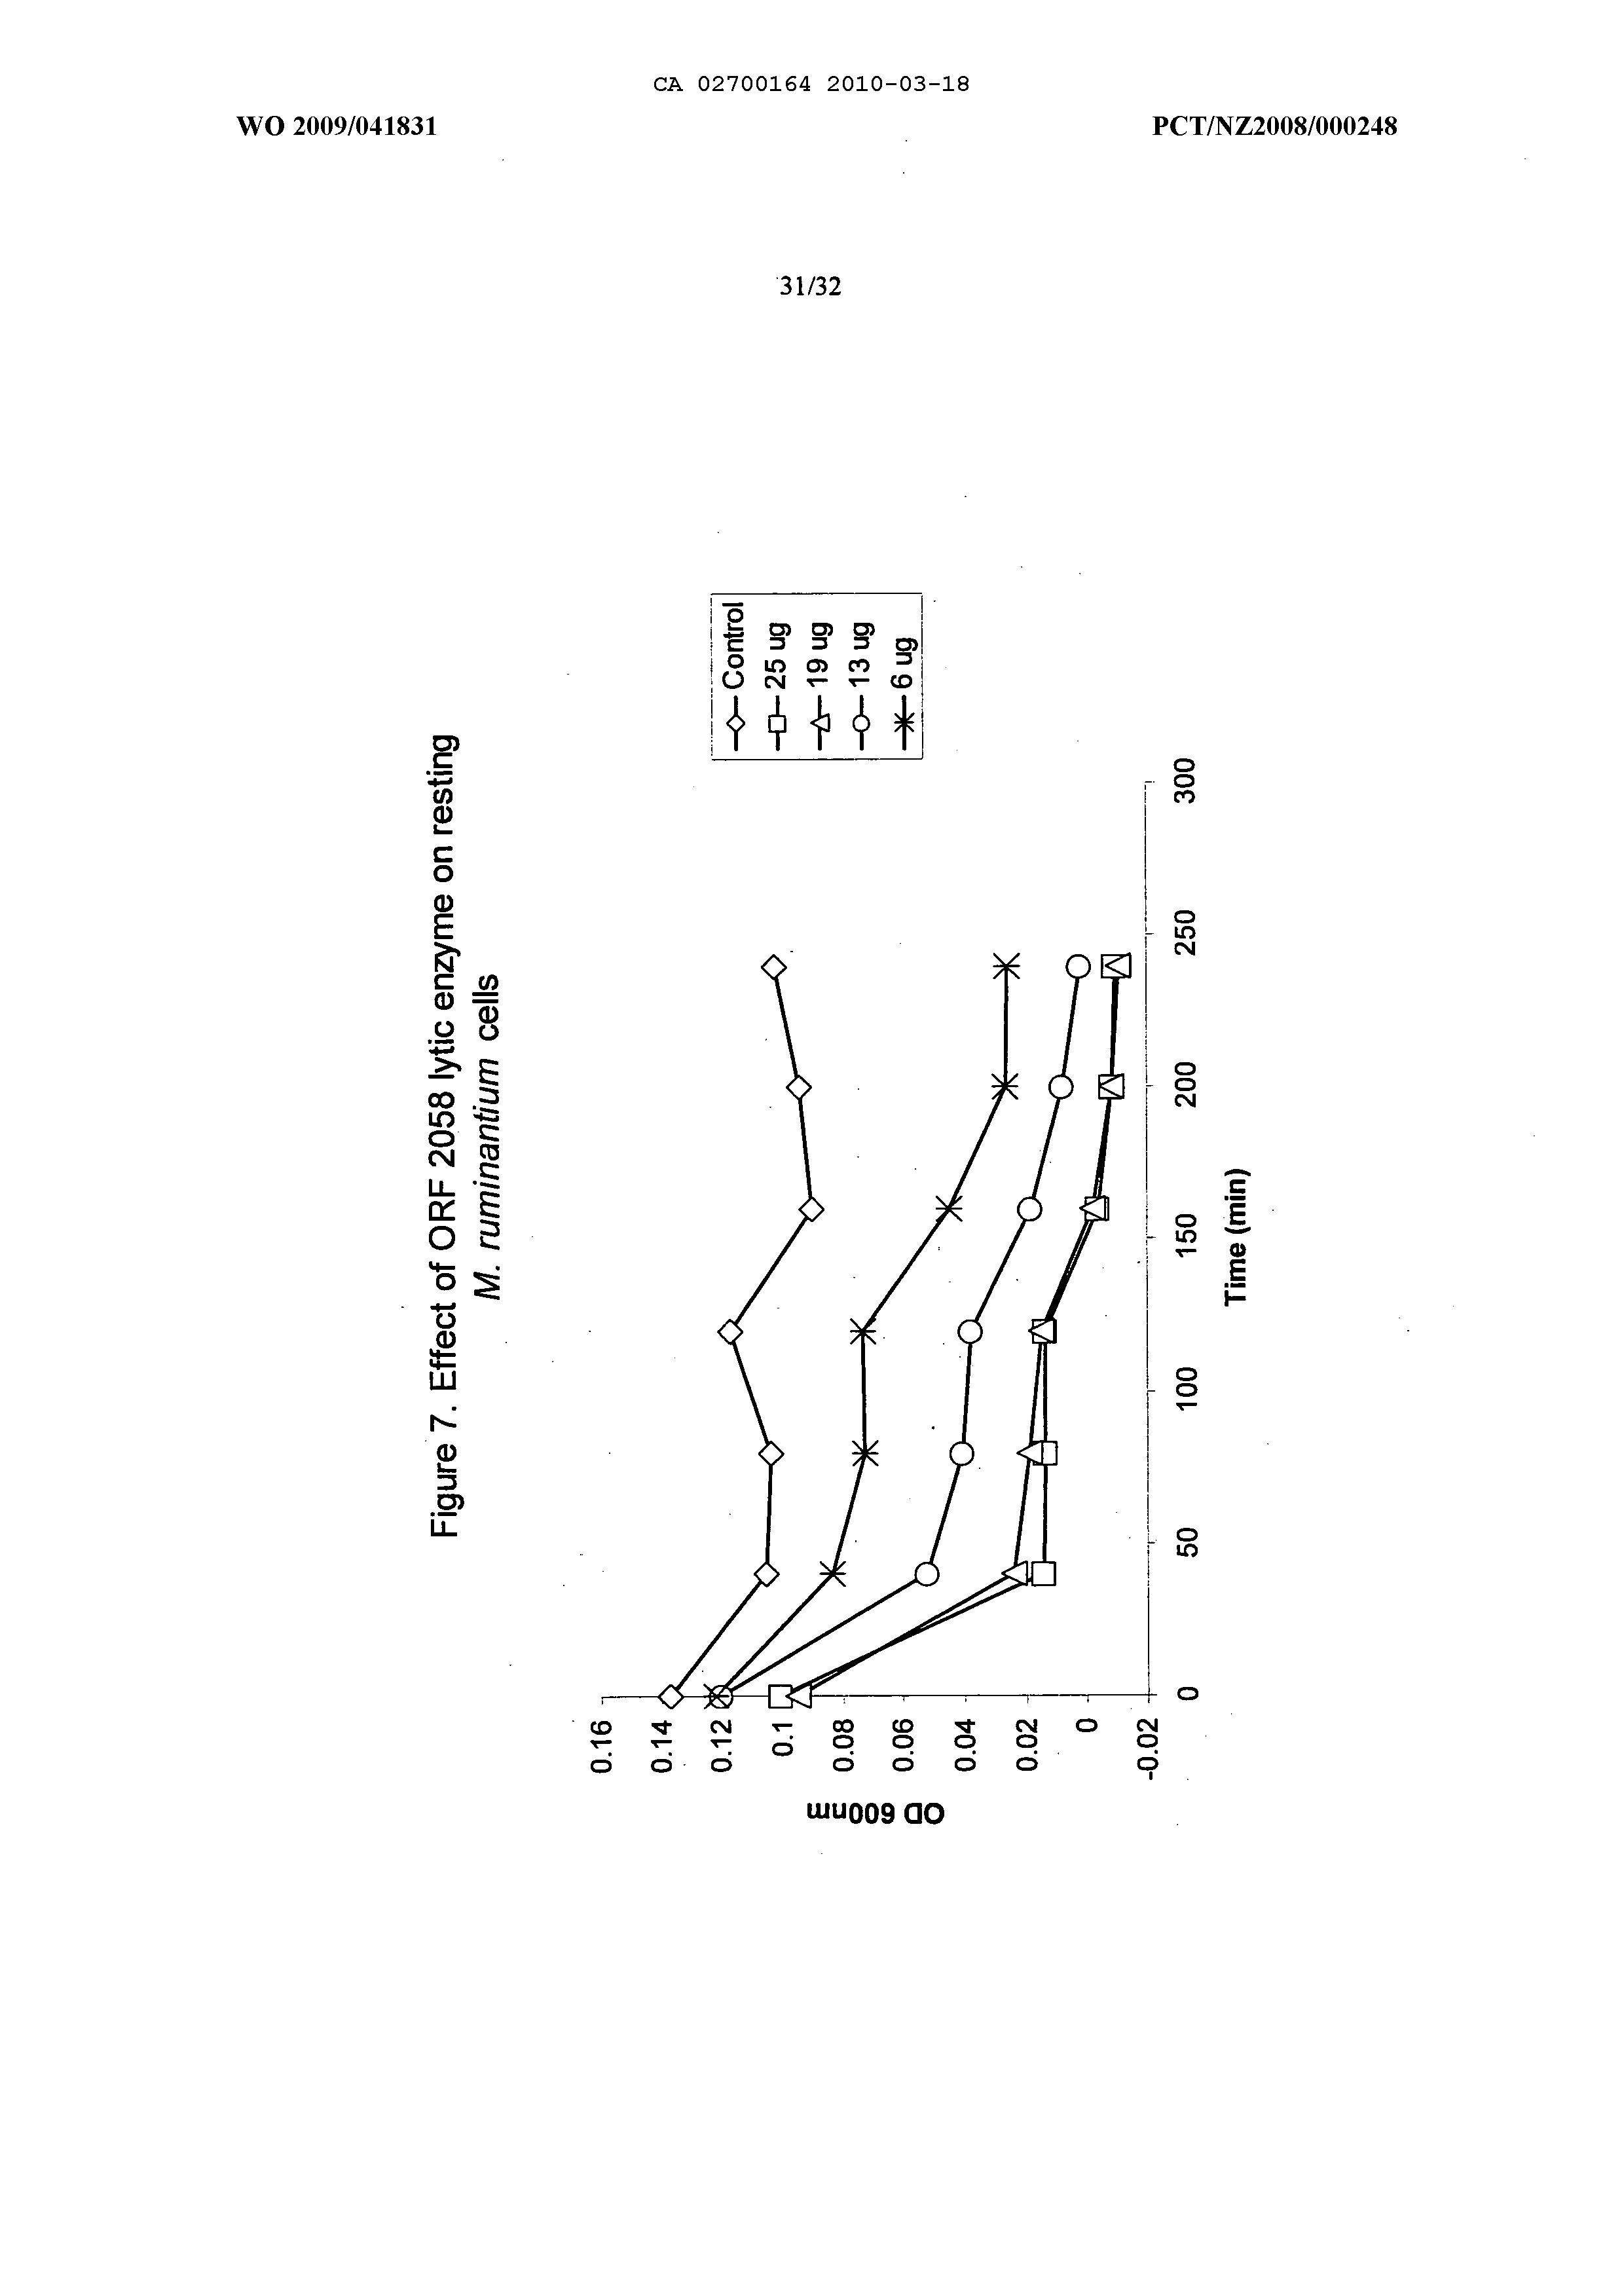 CA 02700164 2010-03-18
WO 2009/041831
PCT/NZ2008/000248
31/32
Figure 7. Effect of ORF 2058 lytic enzyme on resting
M. ruminantium cells
OD 600nm
0.16
0.14
0.12
0.1
0.08
0.06
0.04
0.02
0
-0.02
0
50
100
150
200
250
300
Time (min)
Control
25 ug
19 ug
13 ug
6 ug